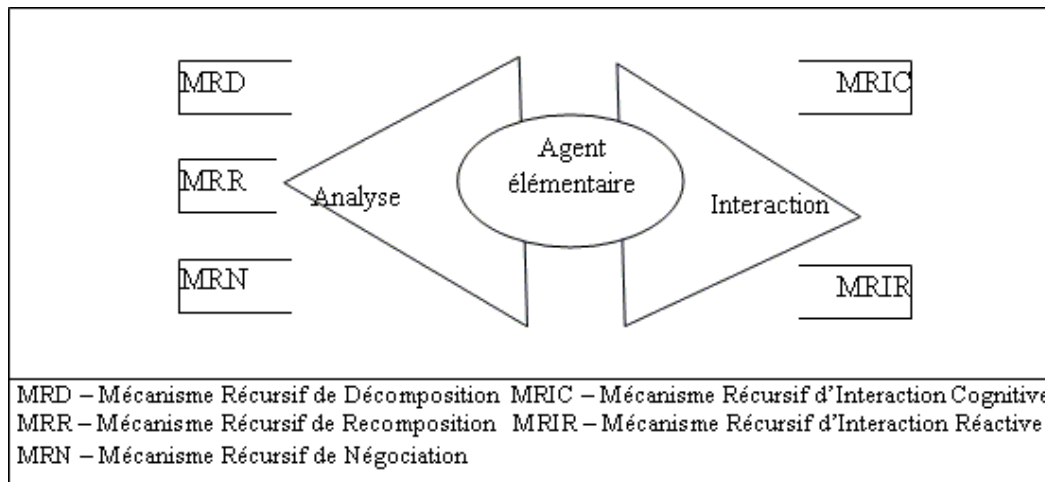 MRD
MRIC
Agent
élémentaire
MRR
Analyse
Interaction
MRN
MRIR
MRD – Mécanisme Récursif de Décomposition MRIC – Mécanisme Récursif d'Interaction Cognitive
MRR – Mécanisme Récursif de Recomposition MRIR – Mécanisme Récursif d'Interaction Réactive
MRN – Mécanisme Récursif de Négociation